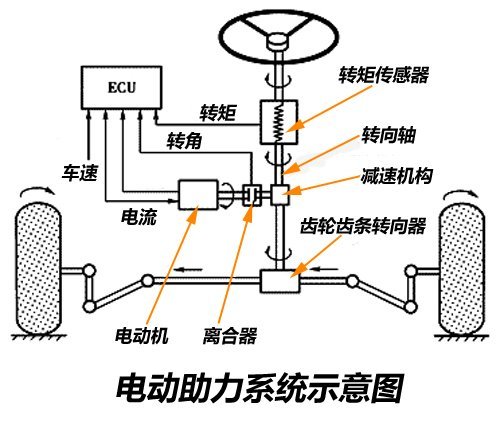 转矩传感器
ECU
转矩
转向轴
转角
车速
减速机构
电流
齿轮齿条转向器
电动机
离合器
电动助力系统示意图